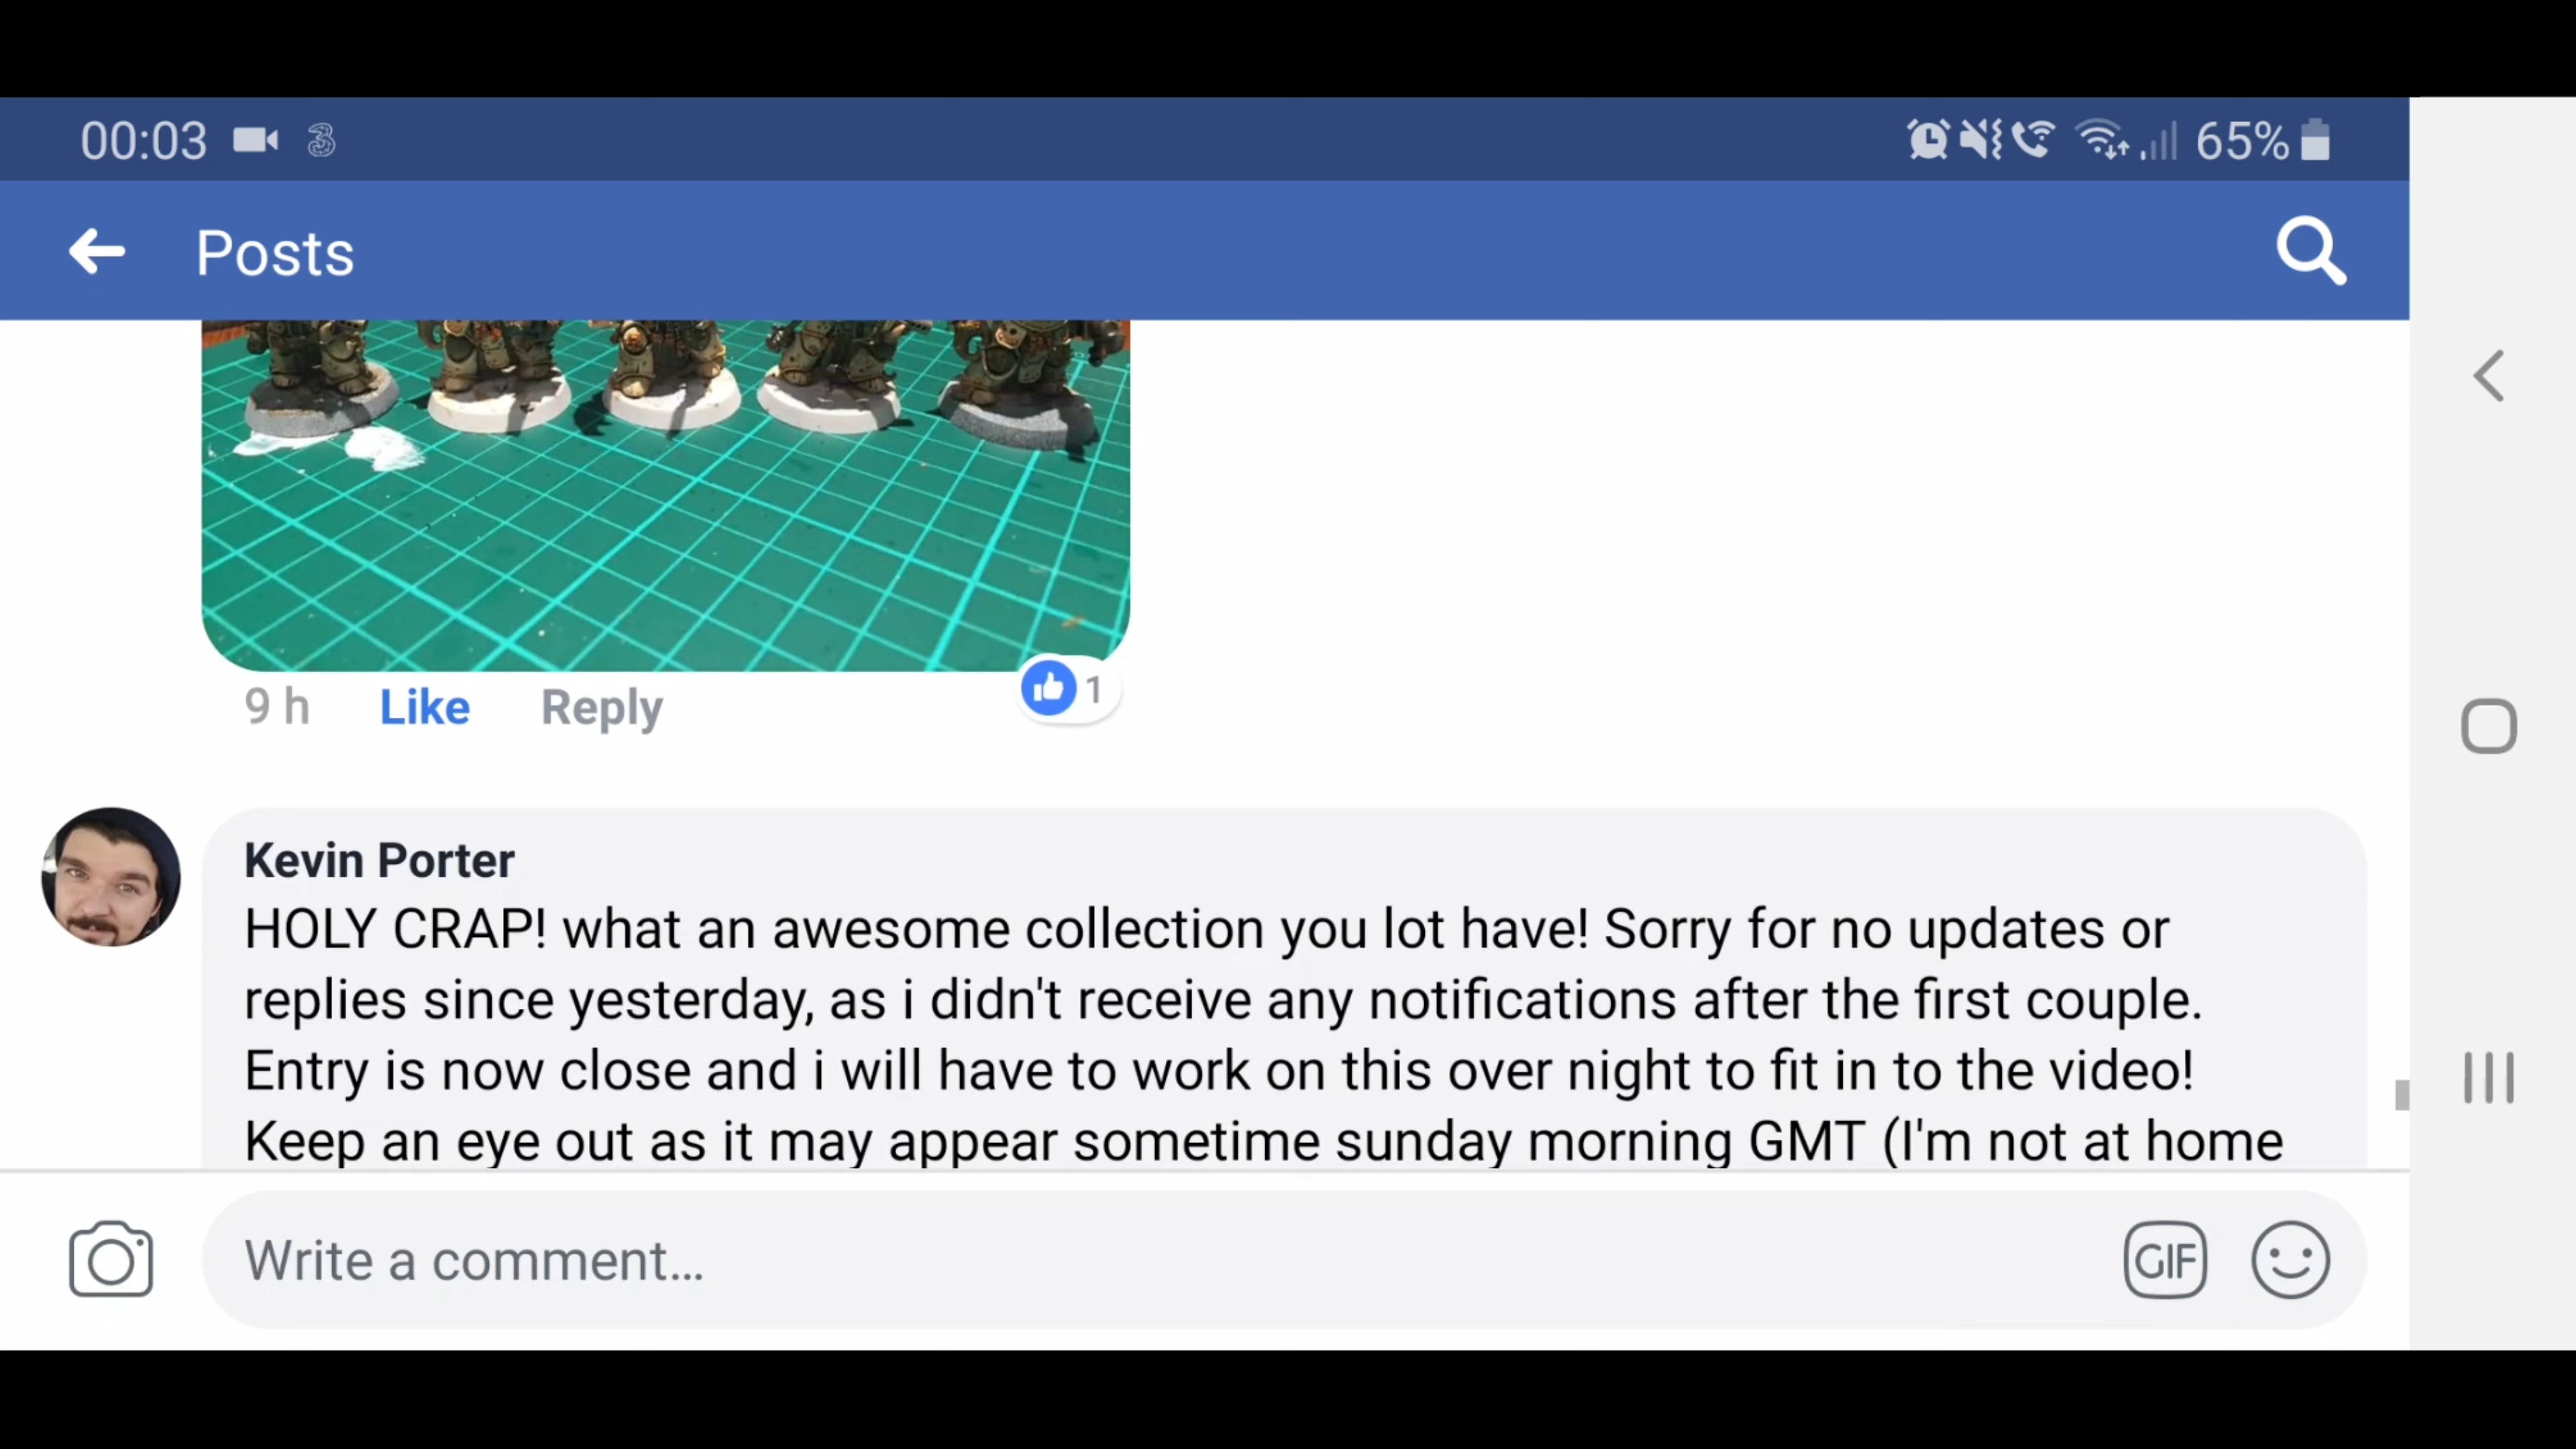 00:03 3 65%
Posts
9 h Like Reply 1
Kevin Porter
HOLY CRAP! what an awesome collection you lot have! Sorry for no updates or
replies since yesterday, as i didn't receive any notifications after the first couple.
Entry is now close and i will have to work on this over night to fit in to the video!
Keep an eye out as it may appear sometime sunday morning GMT (I'm not at home
Write a comment...
GIF